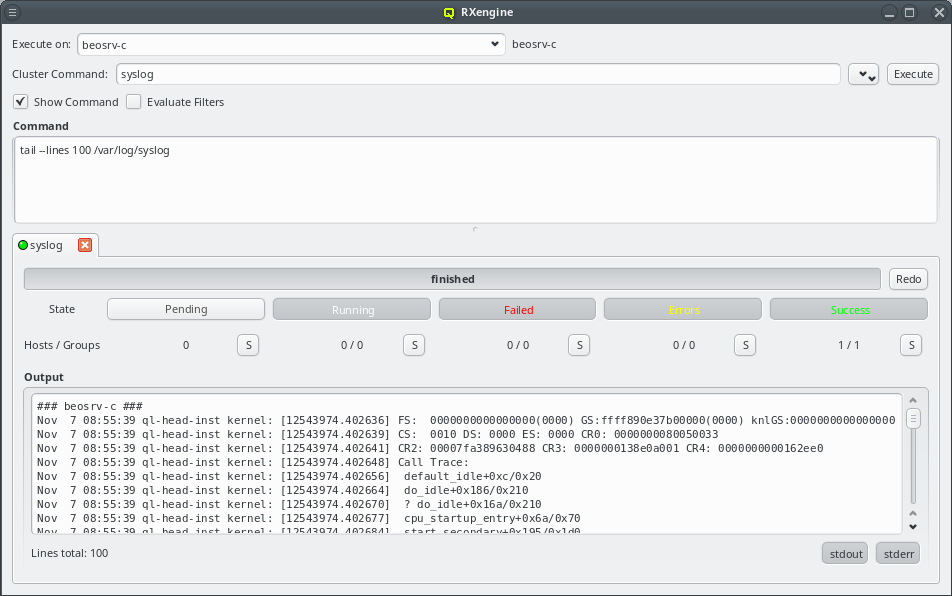 RXengine
Execute on: beosrv-c beosrv-c
Cluster Command: syslog Execute
Show Command Evaluate Filters
Command
tail --lines 100 /var/log/syslog
syslog
finished Redo
State Pending Running Failed Errors Success
Hosts / Groups 0 S 0 / 0 S 0 / 0 S 0 / 0 S 1 / 1 S
Output
### beosrv-c ###
Nov  7 08:55:39 ql-head-inst kernel: [12543974.402636] FS:  0000000000000000(0000) GS:ffff890e37b00000(0000) knlGS:0000000000000000
Nov  7 08:55:39 ql-head-inst kernel: [12543974.402639] CS:  0010 DS: 0000 ES: 0000 CR0: 0000000080050033
Nov  7 08:55:39 ql-head-inst kernel: [12543974.402641] CR2: 00007fa389630488 CR3: 0000000138e0a001 CR4: 0000000000162ee0
Nov  7 08:55:39 ql-head-inst kernel: [12543974.402648] Call Trace:
Nov  7 08:55:39 ql-head-inst kernel: [12543974.402656]  default_idle+0xc/0x20
Nov  7 08:55:39 ql-head-inst kernel: [12543974.402664]  do_idle+0x186/0x210
Nov  7 08:55:39 ql-head-inst kernel: [12543974.402670]  ? do_idle+0x16a/0x210
Nov  7 08:55:39 ql-head-inst kernel: [12543974.402677]  cpu_startup_entry+0x6a/0x70
Nov  7 08:55:39 ql-head-inst kernel: [12543974.402684]  start_secondary+0x195/0x1d0
Lines total: 100 stdout stderr